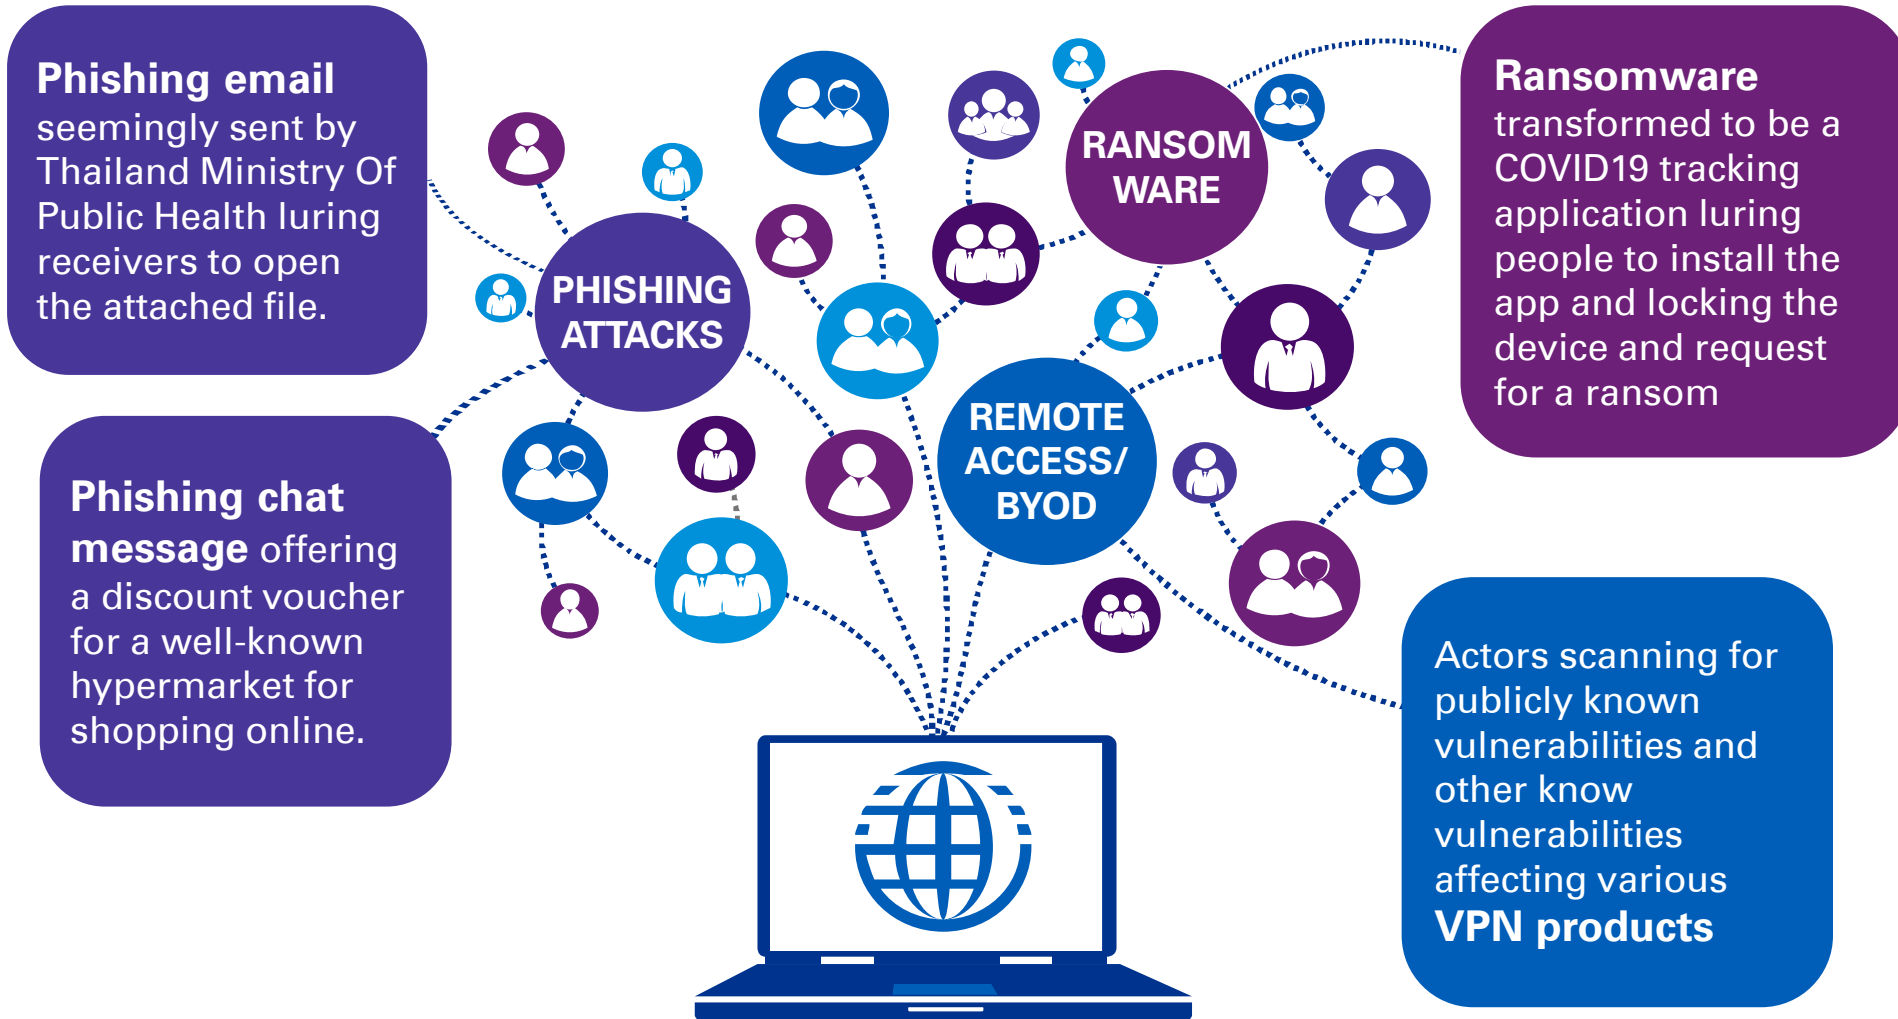 Phishing email
seemingly sent by
Thailand Ministry Of
Public Health luring
receivers to open
the attached file.
Phishing chat
message offering
a discount voucher
for a well-known
hypermarket for
shopping online.
PHISHING
ATTACKS
RANSOM
WARE
REMOTE
ACCESS/
BYOD
Ransomware
transformed to be a
COVID19 tracking
application luring
people to install the
app and locking the
device and request
for a ransom
Actors scanning for
publicly known
vulnerabilities and
other know
vulnerabilities
affecting various
VPN products